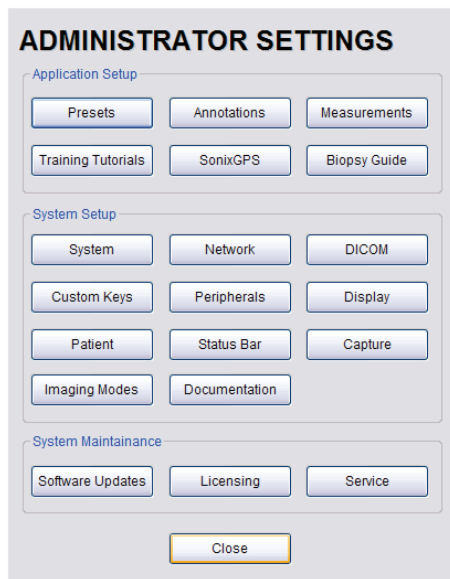 ADMINISTRATOR SETTINGS
Application Setup
Presets Annotations Measurements
Training Tutorials SonixGPS Biopsy Guide
System Setup
System Network DICOM
Custom Keys Peripherals Display
Patient Status Bar Capture
Imaging Modes Documentation
System Maintainance
Software Updates Licensing Service
Close